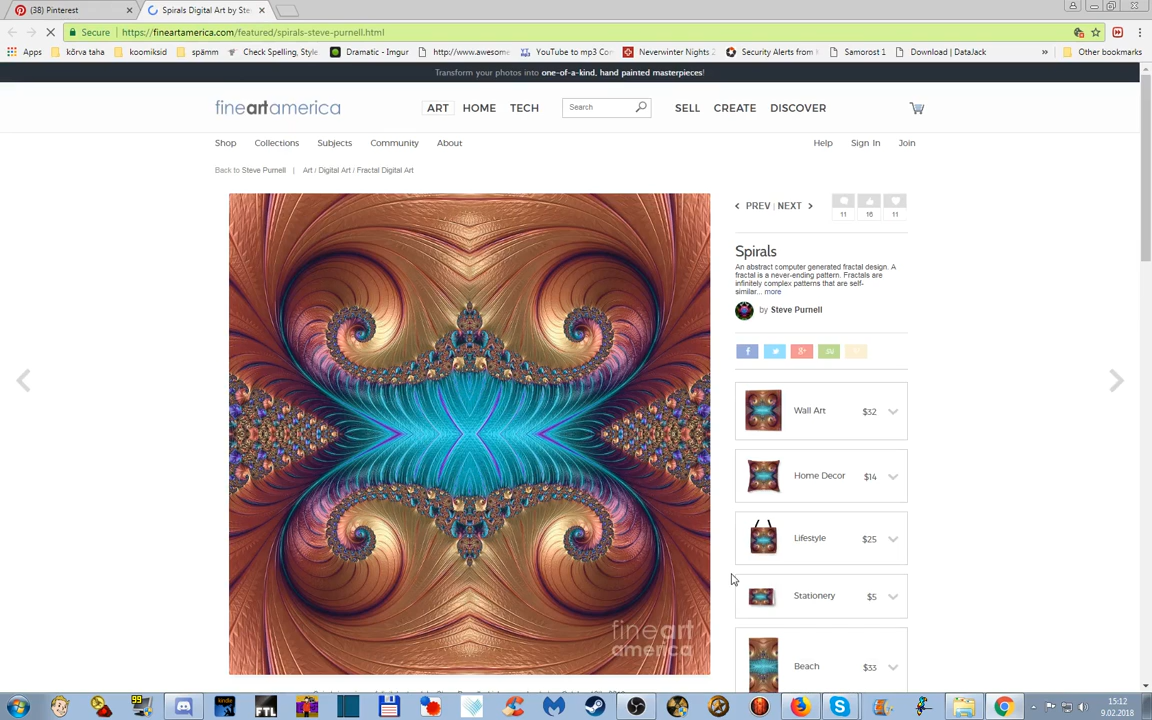 (38) Pinterest
Spirals Digital Art by Ste
Secure
https://fineartamerica.com/featured/spirals-steve-purnell.html
Apps
kõrva taha
koomiksid
spämm
Check Spelling, Style
Dramatic - Imgur
http://www.awesome
YouTube to mp3 Con
Neverwinter Nights 2
Security Alerts from
Samorost 1
Download | DataJack
»
Other bookmarks
Transform your photos into one-of-a-kind, hand painted masterpieces!
fineartamerica
ART HOME TECH
Search
SELL CREATE DISCOVER
Shop Collections Subjects Community About
Help Sign In Join
Back to Steve Purnell | Art / Digital Art / Fractal Digital Art
PREV | NEXT
11 16 11
Spirals
An abstract computer generated fractal design. A
fractal is a never-ending pattern. Fractals are
infinitely complex patterns that are self-
similar... more
by Steve Purnell
Wall Art $32
Home Decor $14
Lifestyle $25
Stationery $5
Beach $33
fineart
america
99
FTL
15:12
9.02.2018